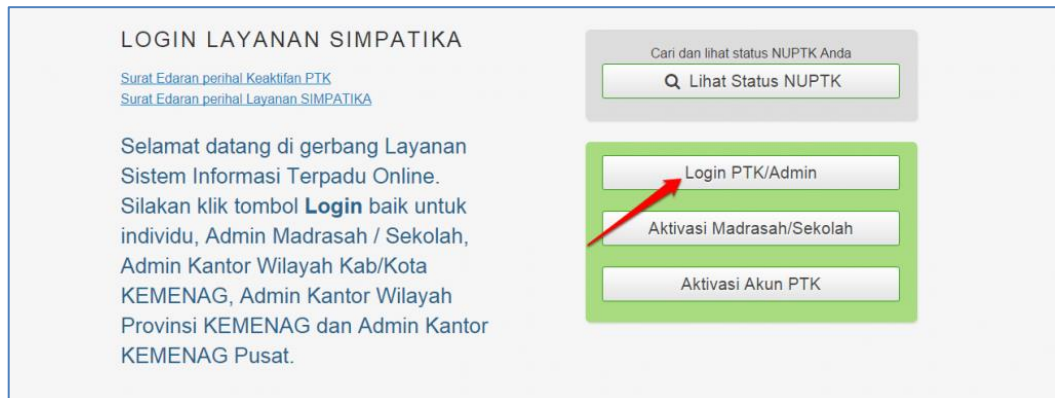 LOGIN LAYANAN SIMPATIKA
Surat Edaran perihal Keaktifan PTK
Surat Edaran perihal Layanan SIMPATIKA
Selamat datang di gerbang Layanan
Sistem Informasi Terpadu Online.
Silakan klik tombol Login baik untuk
individu, Admin Madrasah / Sekolah,
Admin Kantor Wilayah Kab/Kota
KEMENAG, Admin Kantor Wilayah
Provinsi KEMENAG dan Admin Kantor
KEMENAG Pusat.
Cari dan lihat status NUPTK Anda
Lihat Status NUPTK
Login PTK/Admin
Aktivasi Madrasah/Sekolah
Aktivasi Akun PTK